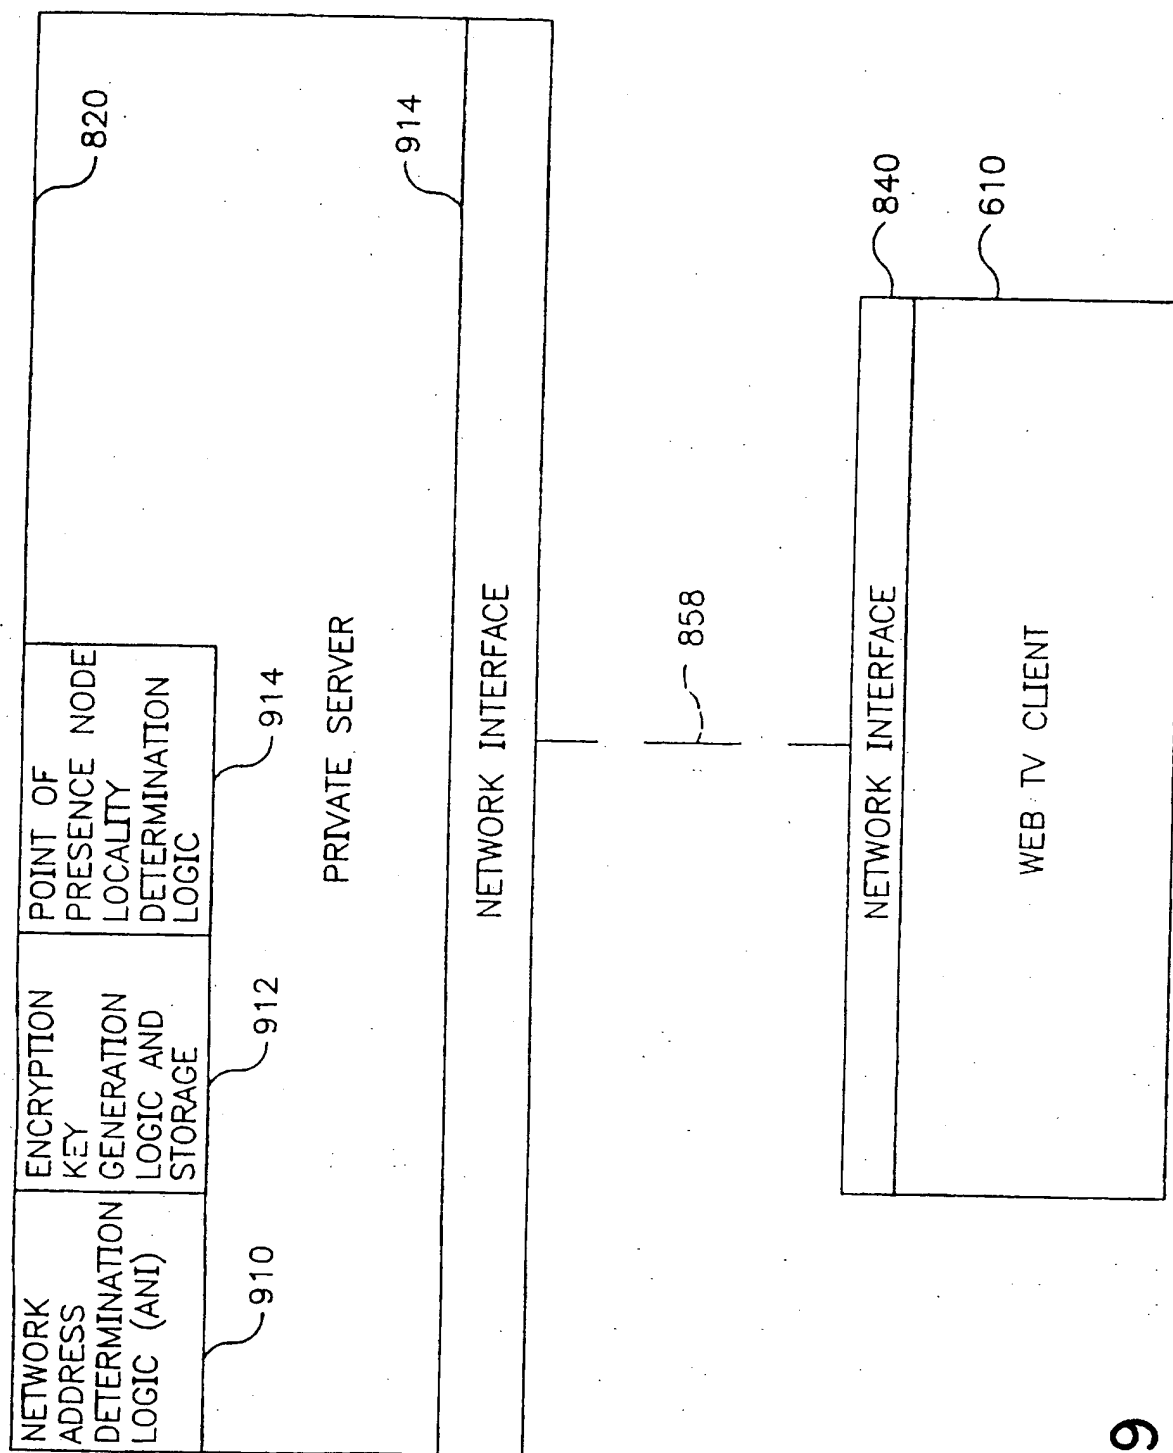 NETWORK
ADDRESS
DETERMINATION
LOGIC (ANI)
910
ENCRYPTION
KEY
GENERATION
LOGIC AND
STORAGE
912
POINT OF
PRESENCE NODE
LOCALITY
DETERMINATION
LOGIC
914
820
PRIVATE SERVER
914
NETWORK INTERFACE
858
NETWORK INTERFACE
840
WEB TV CLIENT
610
9